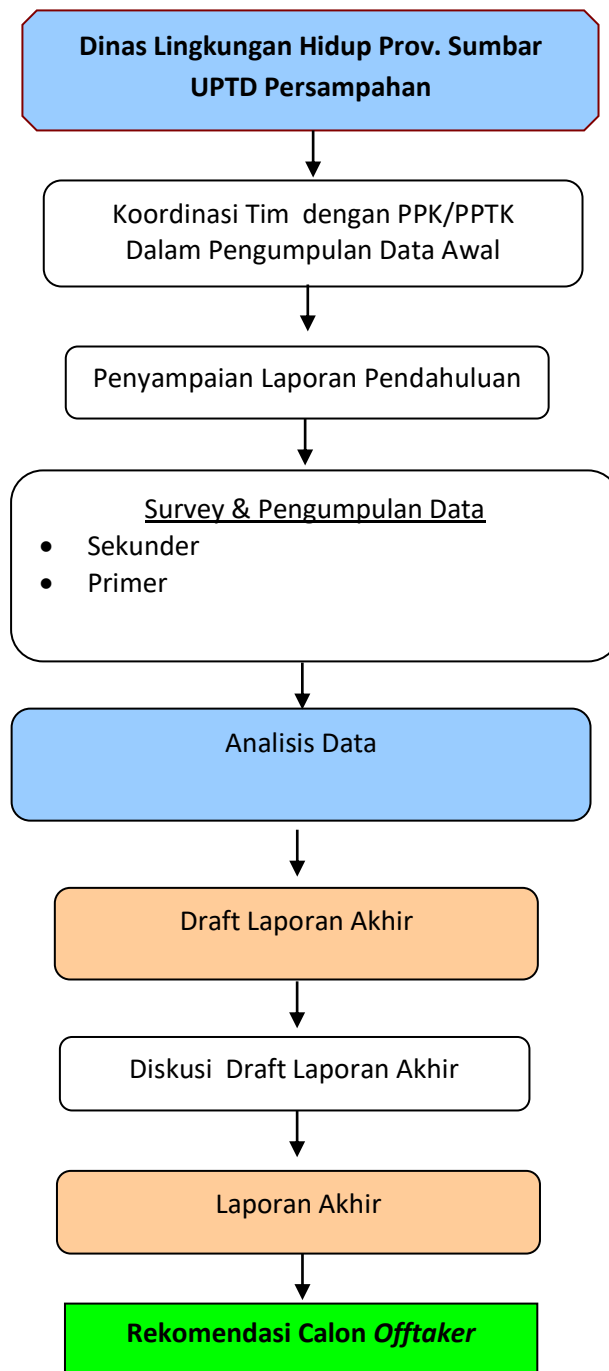 Dinas Lingkungan Hidup Prov. Sumbar
UPTD Persampahan
Koordinasi Tim dengan PPK/PPTK
Dalam Pengumpulan Data Awal
Penyampaian Laporan Pendahuluan
Survey & Pengumpulan Data
• Sekunder
• Primer
Analisis Data
Draft Laporan Akhir
Diskusi Draft Laporan Akhir
Laporan Akhir
Rekomendasi Calon Offtaker